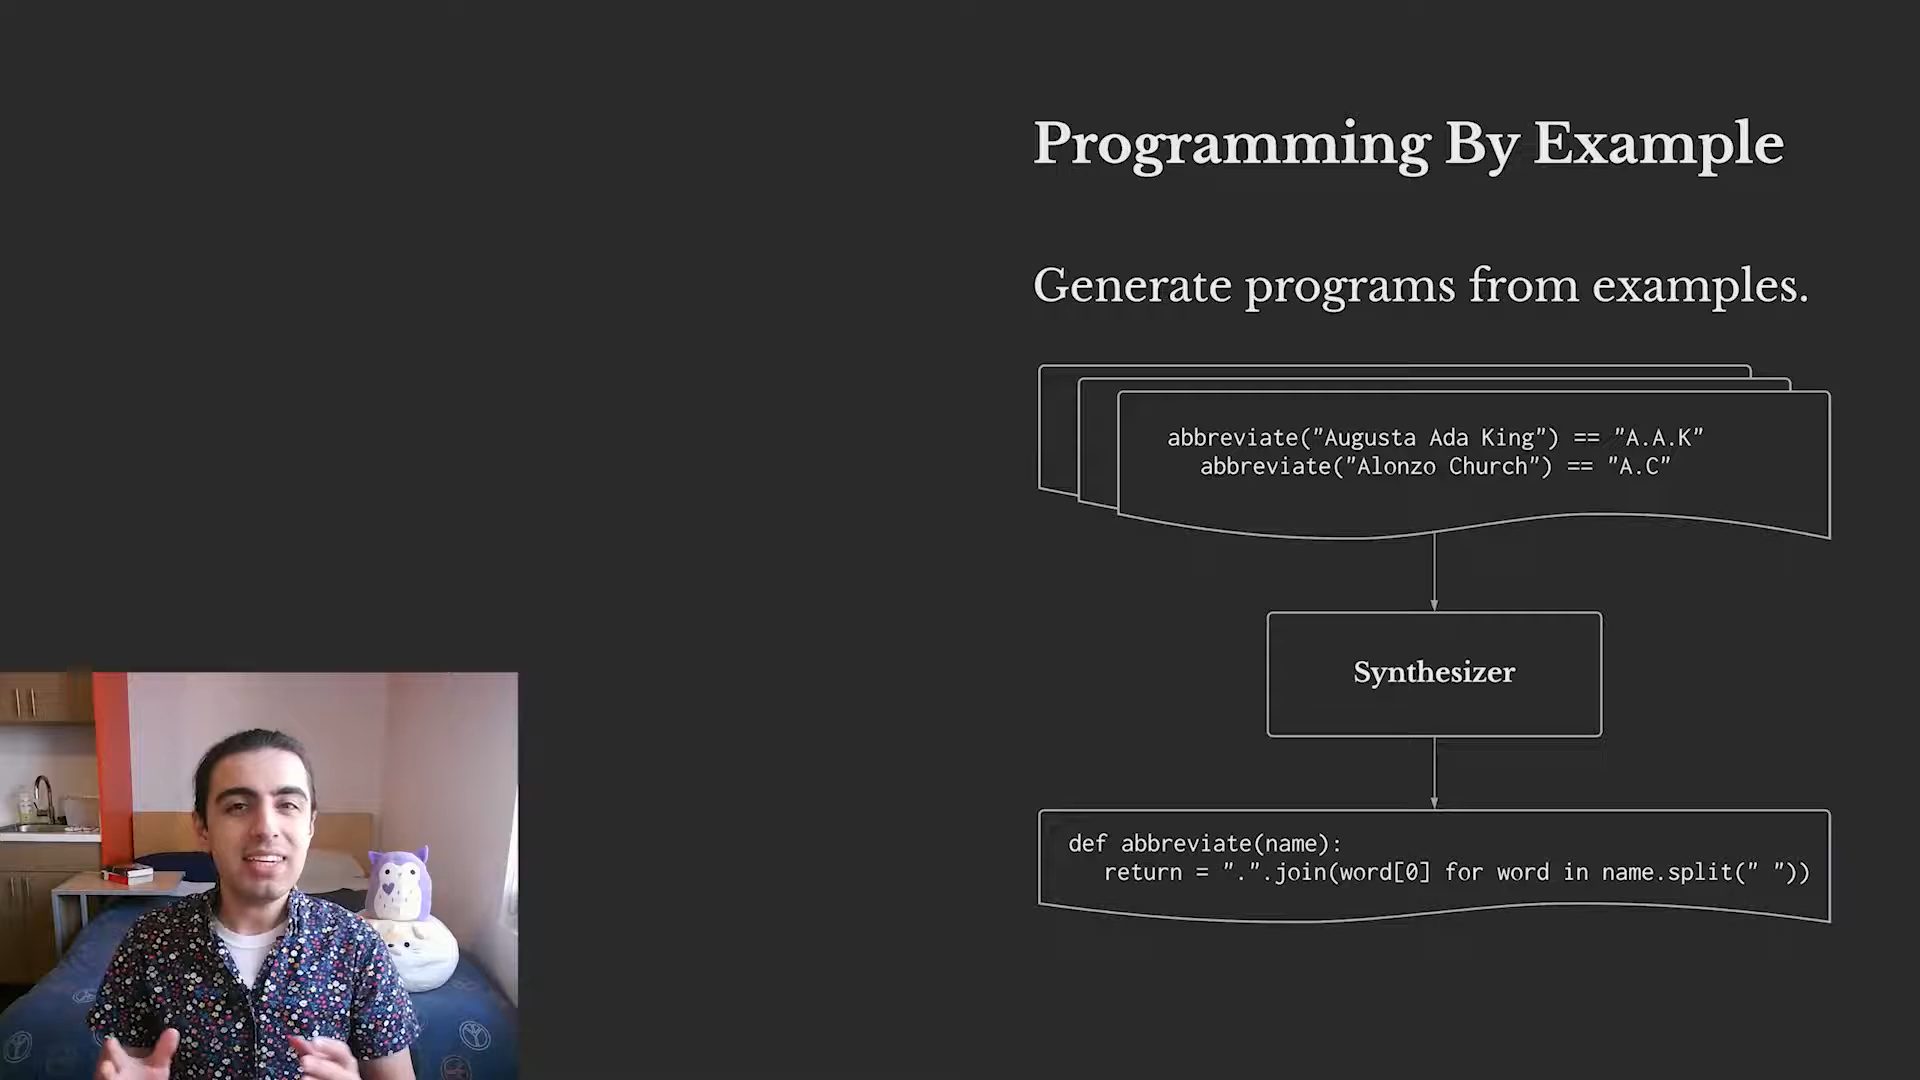 Programming By Example
Generate programs from examples.
abbreviate("Augusta Ada King") == "A.A.K"
abbreviate("Alonzo Church") == "A.C"
Synthesizer
def abbreviate(name):
return = ".".join(word[0] for word in name.split(" "))